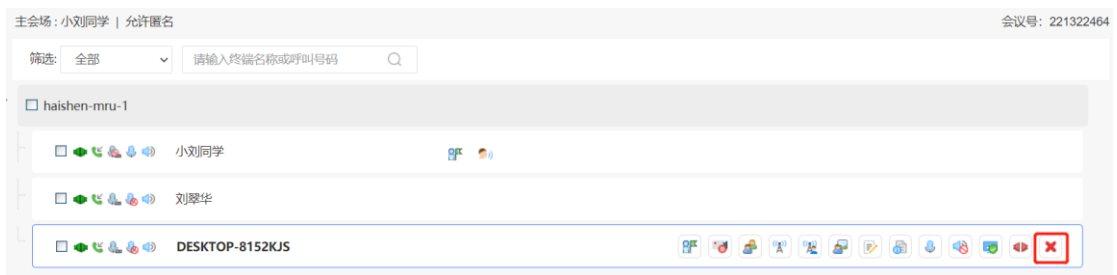 主会场 : 小刘同学 | 允许匿名
会议号: 221322464
筛选: 全部 请输入终端名称或呼叫号码
haishen-mru-1
小刘同学
刘翠华
DESKTOP-8152KJS